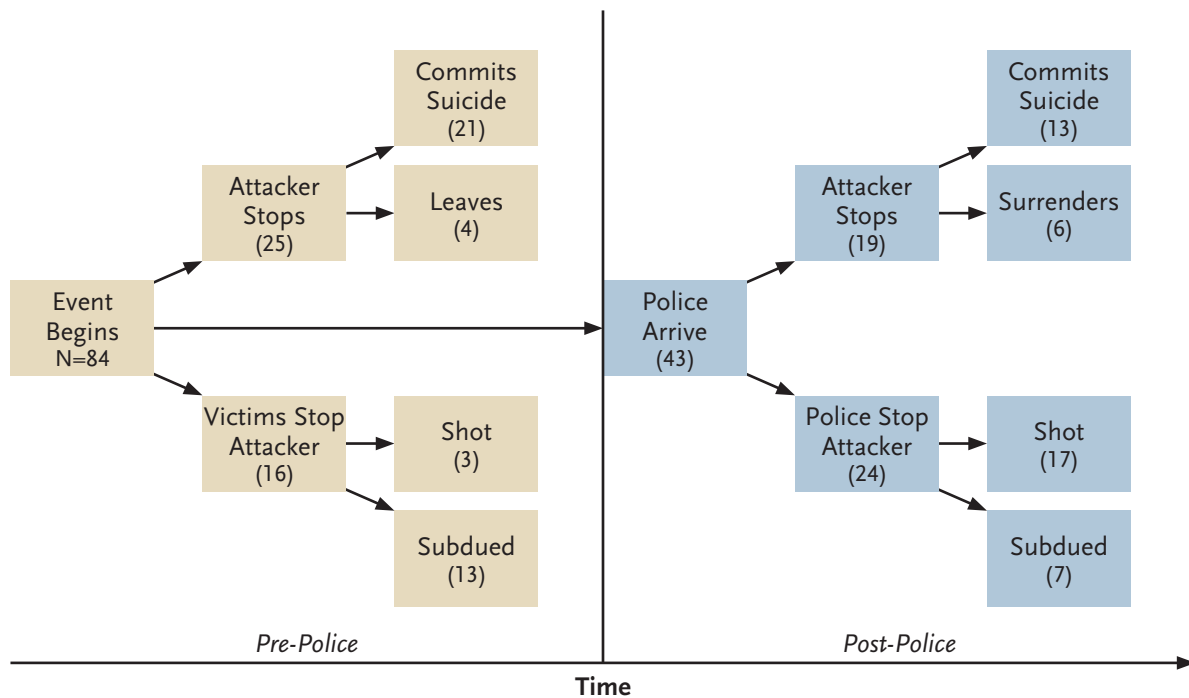 Commits
Suicide
(21)
Attacker
Stops
(25)
Leaves
(4)
Event
Begins
N=84
Victims Stop
Attacker
(16)
Shot
(3)
Subdued
(13)
Pre-Police
Commits
Suicide
(13)
Attacker
Stops
(19)
Surrenders
(6)
Police
Arrive
(43)
Police Stop
Attacker
(24)
Shot
(17)
Subdued
(7)
Post-Police
Time